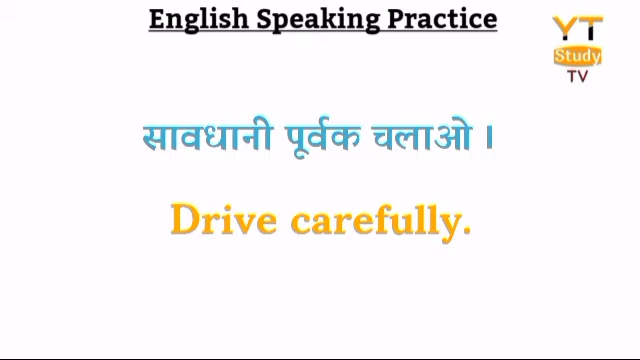 English Speaking Practice
YT
Study
TV
सावधानी पूर्वक चलाओ ।
Drive carefully.